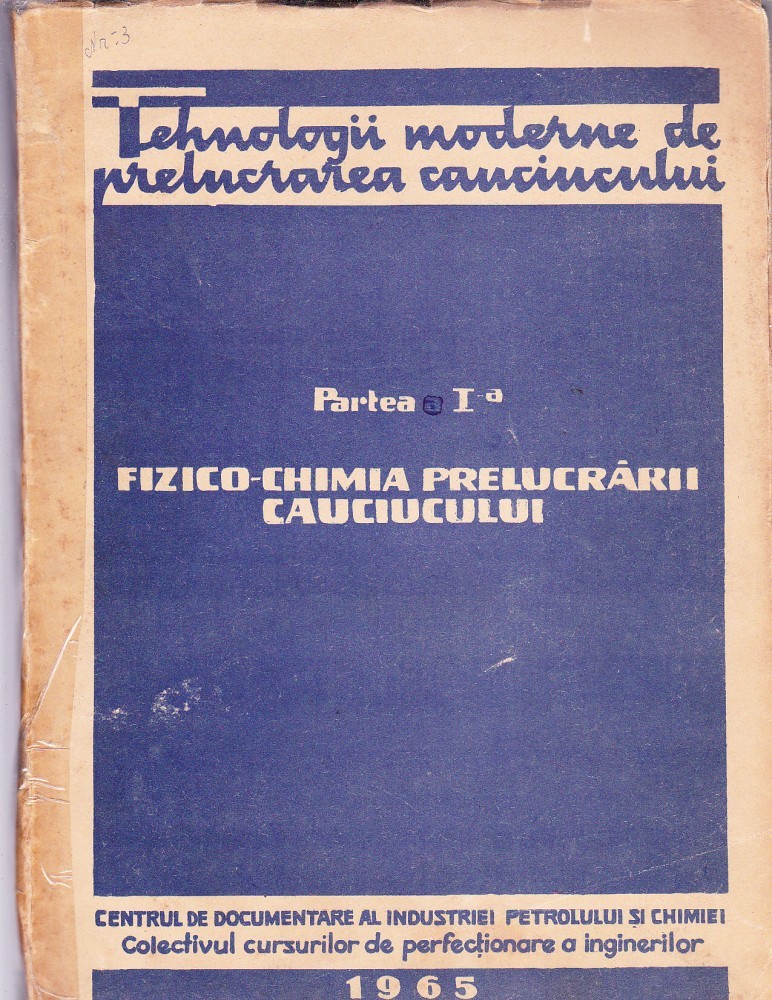 Nr. 3
Tehnologii moderne de
prelucrarea cauciucului
Partea a I-a
FIZICO-CHIMIA PRELUCRĂRII
CAUCIUCULUI
CENTRUL DE DOCUMENTARE AL INDUSTRIEI PETROLULUI ȘI CHIMIEI
Colectivul cursurilor de perfecționare a inginerilor
1965